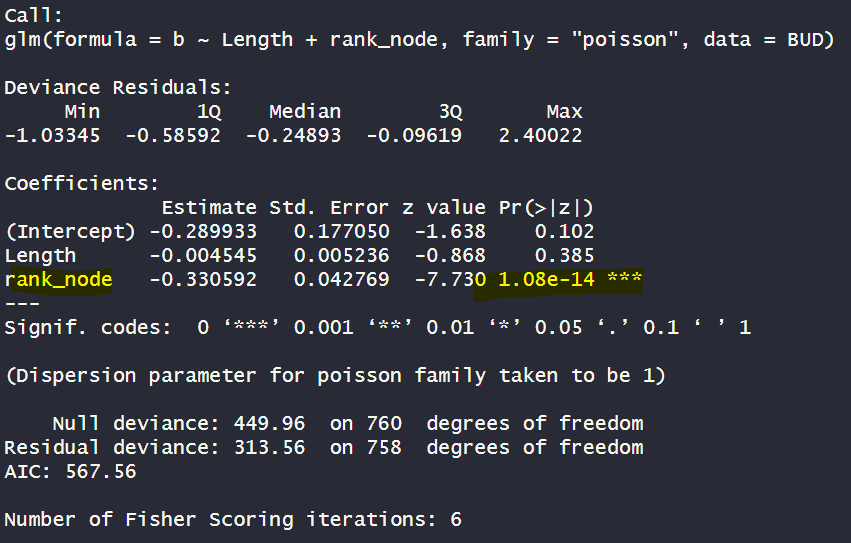 Call:
glm(formula = b ~ Length + rank_node, family = "poisson", data = BUD)
Deviance Residuals:
     Min       1Q   Median       3Q      Max
-1.03345 -0.58592 -0.24893 -0.09619  2.40022
Coefficients:
             Estimate Std. Error z value Pr(>|z|)
(Intercept) -0.289933   0.177050  -1.638    0.102
Length      -0.004545   0.005236  -0.868    0.385
rank_node   -0.330592   0.042769  -7.730 1.08e-14 ***
---
Signif. codes:  0 ‘***’ 0.001 ‘**’ 0.01 ‘*’ 0.05 ‘.’ 0.1 ‘ ’ 1
(Dispersion parameter for poisson family taken to be 1)
    Null deviance: 449.96  on 760  degrees of freedom
Residual deviance: 313.56  on 758  degrees of freedom
AIC: 567.56
Number of Fisher Scoring iterations: 6